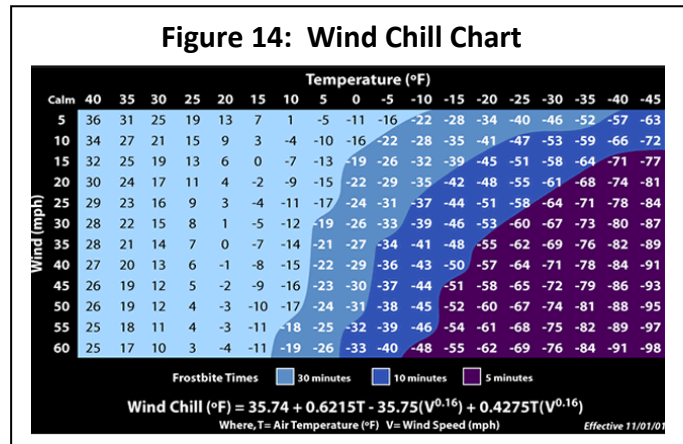 Figure 14: Wind Chill Chart
Temperature (ºF)
Calm 40 35 30 25 20 15 10 5 0 -5 -10 -15 -20 -25 -30 -35 -40 -45
5 36 31 25 19 13 7 1 -5 -11 -16 -22 -28 -34 -40 -46 -52 -57 -63
10 34 27 21 15 9 3 -4 -10 -16 -22 -28 -35 -41 -47 -53 -59 -66 -72
15 32 25 19 13 6 0 -7 -13 -19 -26 -32 -39 -45 -51 -58 -64 -71 -77
20 30 24 17 11 4 -2 -9 -15 -22 -29 -35 -42 -48 -55 -61 -68 -74 -81
25 29 23 16 9 3 -4 -11 -17 -24 -31 -37 -44 -51 -58 -64 -71 -78 -84
30 28 22 15 8 1 -5 -12 -19 -26 -33 -39 -46 -53 -60 -67 -73 -80 -87
35 28 21 14 7 0 -7 -14 -21 -27 -34 -41 -48 -55 -62 -69 -76 -82 -89
40 27 20 13 6 -1 -8 -15 -22 -29 -36 -43 -50 -57 -64 -71 -78 -84 -91
45 26 19 12 5 -2 -9 -16 -23 -30 -37 -44 -51 -58 -65 -72 -79 -86 -93
50 26 19 12 4 -3 -10 -17 -24 -31 -38 -45 -52 -60 -67 -74 -81 -88 -95
55 25 18 11 4 -3 -11 -18 -25 -32 -39 -46 -54 -61 -68 -75 -82 -89 -97
60 25 17 10 3 -4 -11 -19 -26 -33 -40 -48 -55 -62 -69 -76 -84 -91 -98
Wind (mph)
Frostbite Times 30 minutes 10 minutes 5 minutes
Wind Chill (ºF) = 35.74 + 0.6215T - 35.75(V^0.16) + 0.4275T(V^0.16)
Where, T= Air Temperature (ºF) V= Wind Speed (mph) Effective 11/01/01